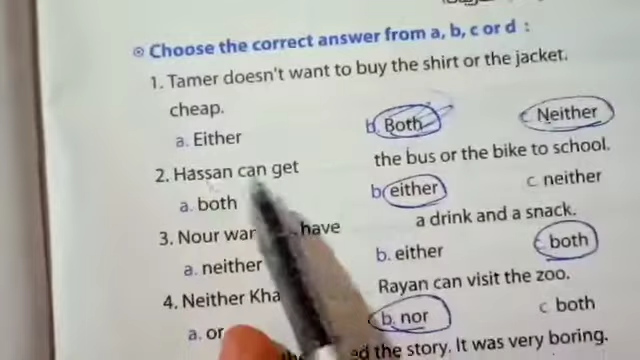 Choose the correct answer from a, b, c or d :
1. Tamer doesn't want to buy the shirt or the jacket.
cheap.
a. Either b. Both c. Neither
2. Hassan can get the bus or the bike to school.
a. both b. either c. neither
3. Nour have a drink and a snack.
a. neither b. either c. both
4. Neither Rayan can visit the zoo.
a. or b. nor c both
the story. It was very boring.